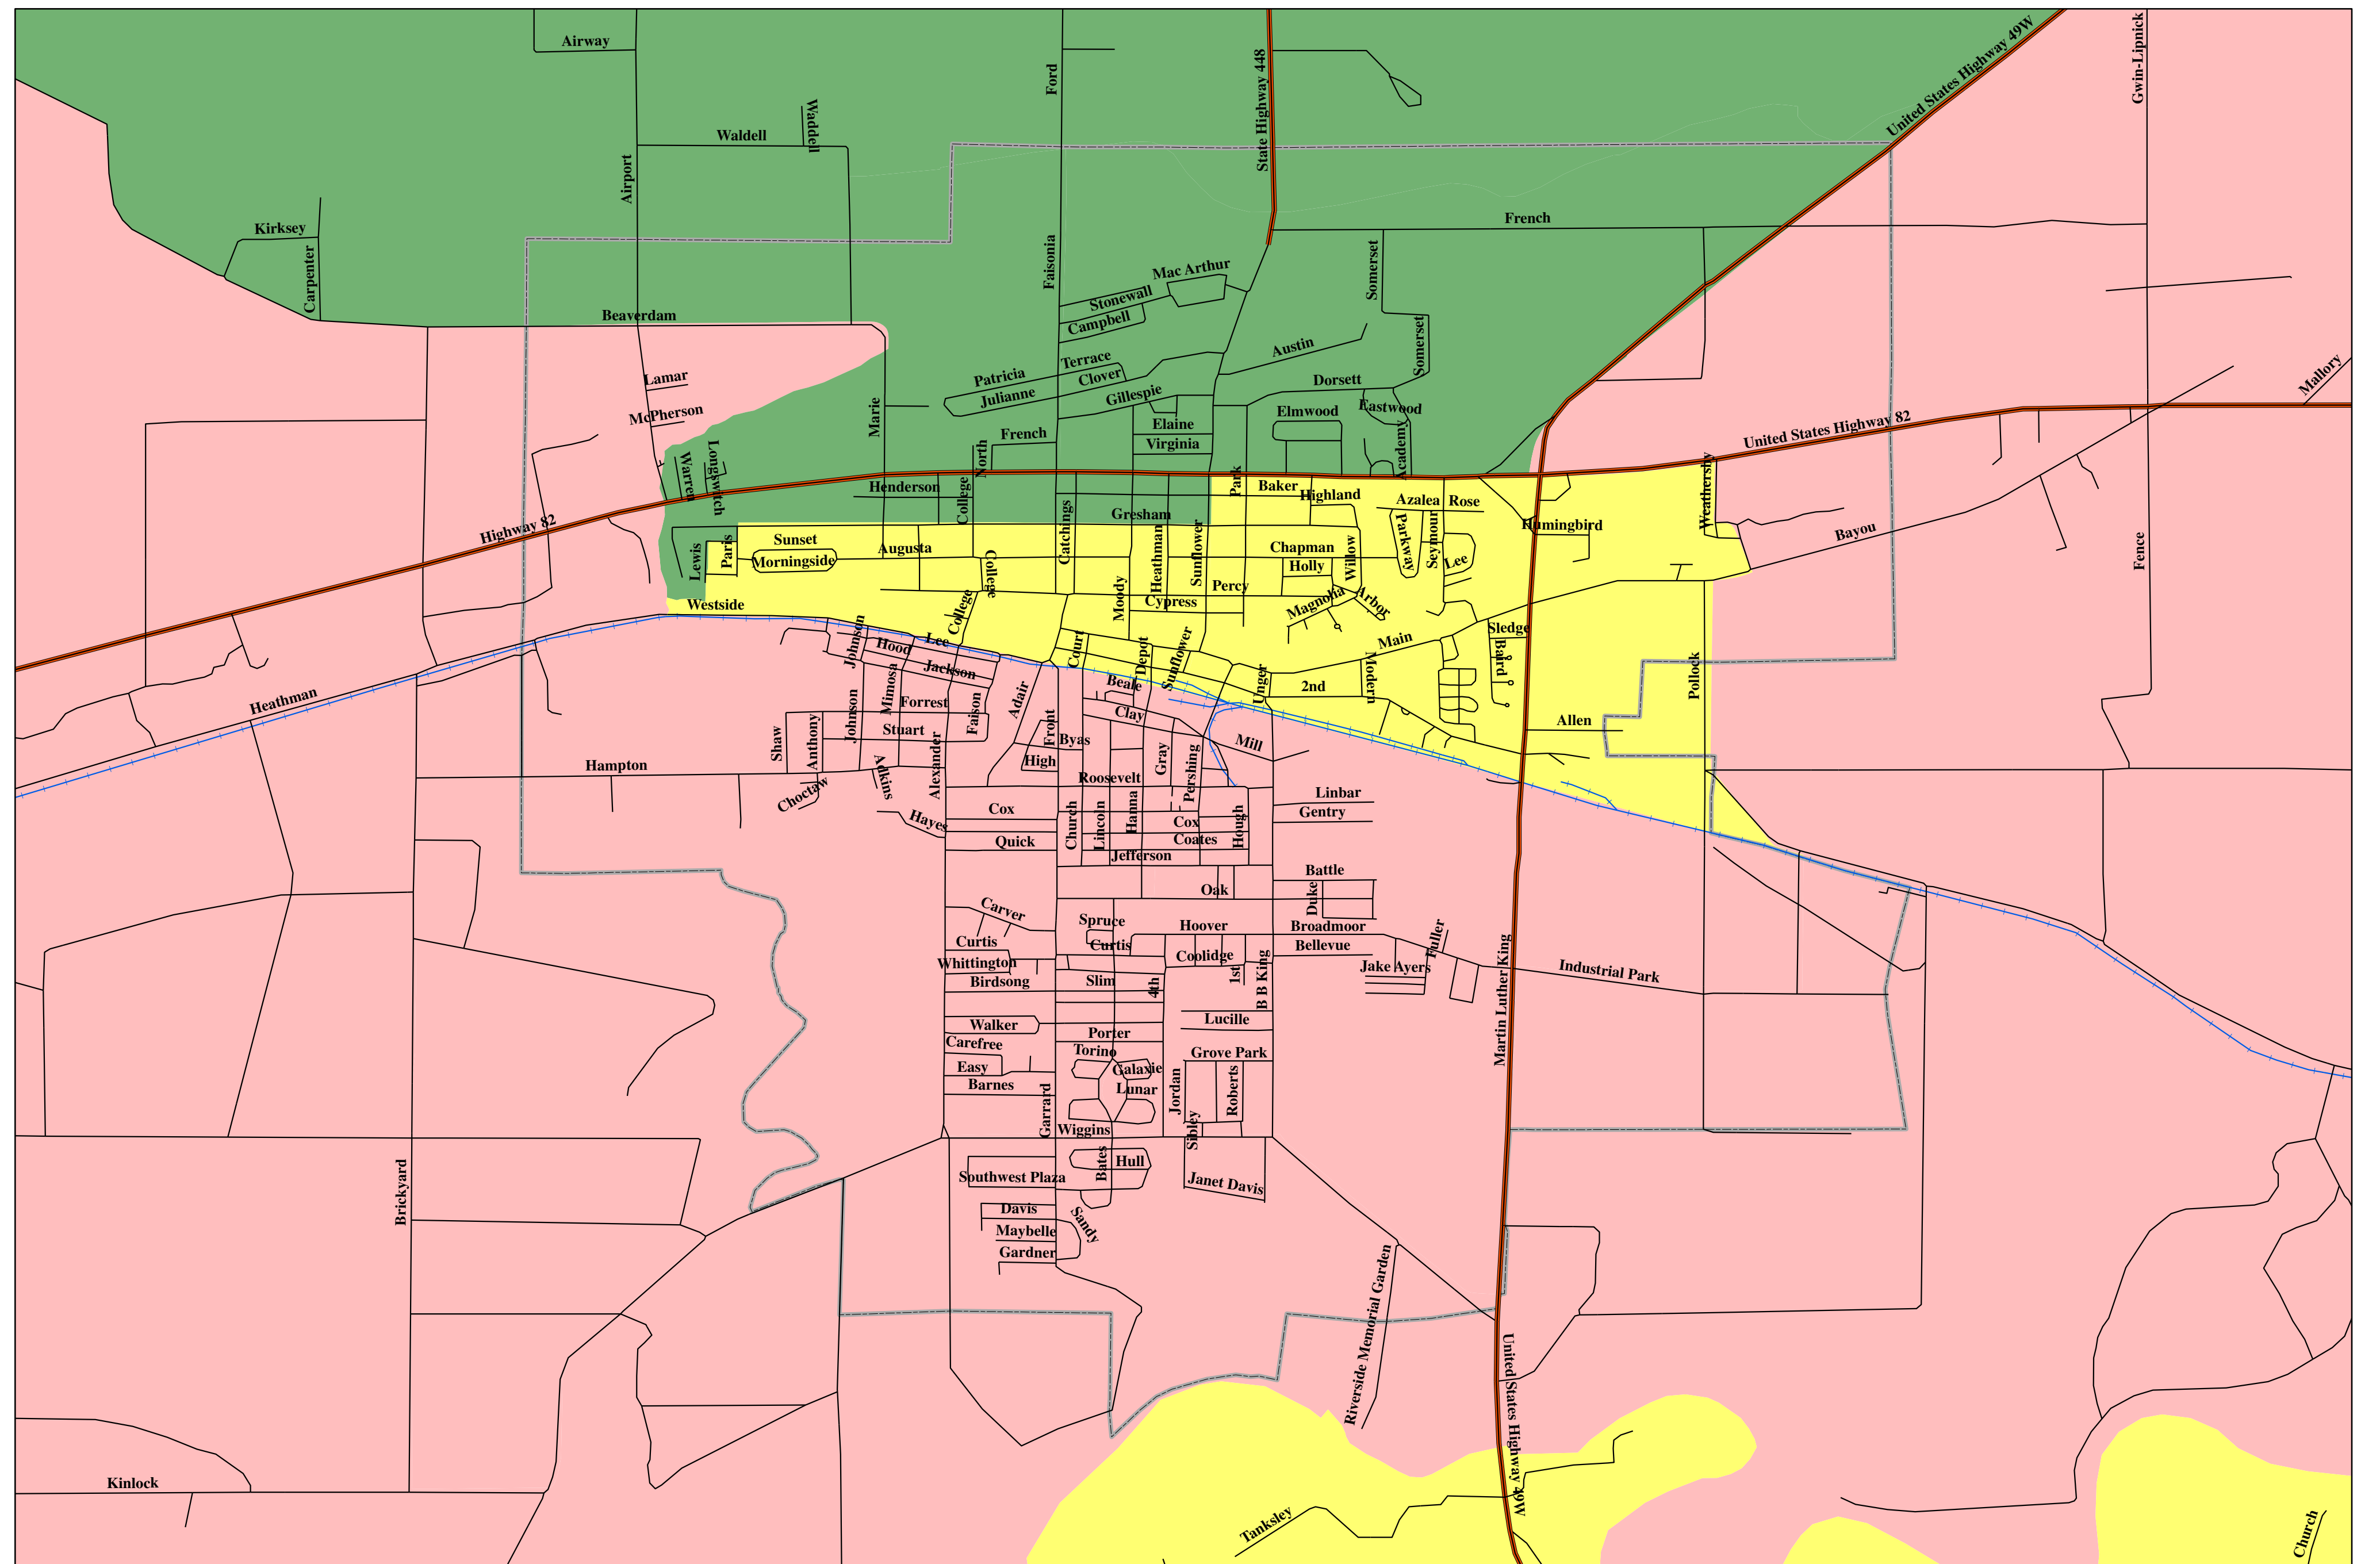 Airway
Waddell
Waldell
Ford
State Highway 448
United States Highway 49W
Gwin-Lipnick
Airport
Kirksey
Carpenter
Beaverdam
Faisonia
Mac Arthur
Stonewall
Campbell
French
Somerset
Somerset
Austin
Lamar
McPherson
Terrace
Patricia
Clover
Julianne
Gillespie
Dorsett
Eastwood
Elmwood
Elaine
Virginia
Academy
Marie
French
North
Longswitch
Warren
Mallory
United States Highway 82
Highway 82
Henderson
College
Park
Baker
Highland
Azalea
Rose
Weathersby
Catchings
Gresham
Humingbird
Bayou
Fence
Sunset
Morningside
Paris
Lewis
Augusta
College
Heathman
Sunflower
Chapman
Holly
Willow
Parkway
Seymour
Lee
Westside
Moody
Percy
Cypress
Magnolia
Arbor
College
Johnson
Hood
Lee
Jackson
Court
Depot
Sunflower
Main
Sledge
Baird
Modern
Unger
2nd
Pollock
Allen
Heathman
Mimosa
Forrest
Stuart
Faison
Adair
Beale
Clay
Mill
Shaw
Anthony
Johnson
Front
Byas
High
Gray
Pershing
Hampton
Choctaw
Adkins
Alexander
Roosevelt
Hayes
Cox
Quick
Church
Lincoln
Hanna
Cox
Coates
Jefferson
Hough
Linbar
Gentry
Battle
Duke
Oak
Carver
Spruce
Hoover
Broadmoor
Fuller
Curtis
Curtis
Bellevue
Whittington
Coolidge
Jake Ayers
Birdsong
Slim
4th
1st
B B King
Industrial Park
Martin Luther King
Walker
Porter
Lucille
Carefree
Torino
Galaxie
Grove Park
Easy
Barnes
Lunar
Garrard
Jordan
Roberts
Wiggins
Sibley
Southwest Plaza
Bates
Hull
Janet Davis
Brickyard
Davis
Sandy
Maybelle
Gardner
Riverside Memorial Garden
United States Highway 49W
Kinlock
Tanksley
Church